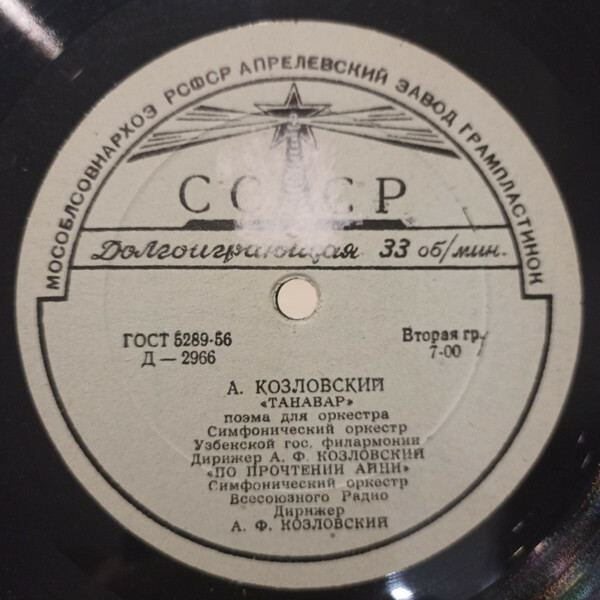 МОСОБЛСОВНАРХОЗ РСФСР АПРЕЛЕВСКИЙ ЗАВОД ГРАМПЛАСТИНОК
СССР
Долгоиграющая 33 об/мин.
ГОСТ 5289-56
Д — 2966
Вторая гр.
7-00
А. КОЗЛОВСКИЙ
«ТАНАВАР»
поэма для оркестра
Симфонический оркестр
Узбекской гос. филармонии
Дирижер А. Ф. КОЗЛОВСКИЙ
«ПО ПРОЧТЕНИИ АЙНИ»
Симфонический оркестр
Всесоюзного Радио
Дирижер
А. Ф. КОЗЛОВСКИЙ